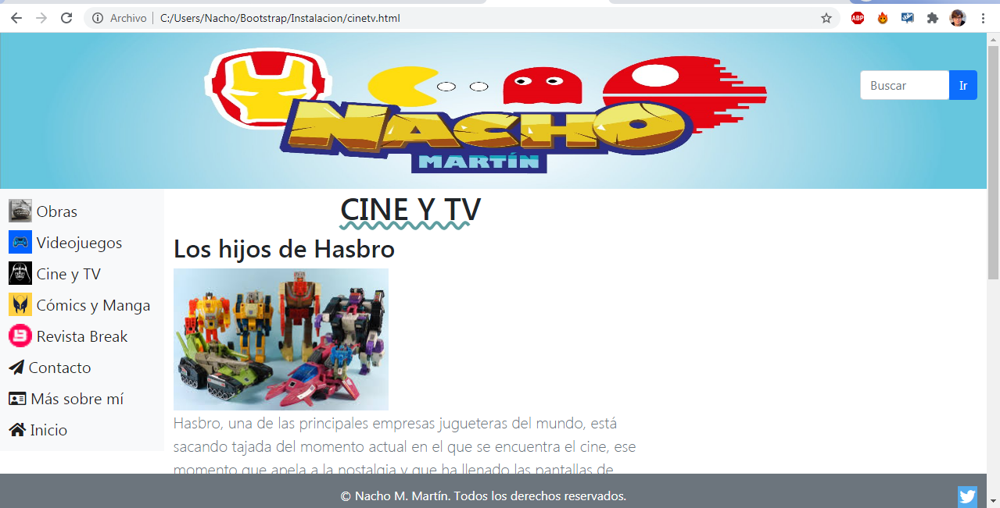 Archivo | C:/Users/Nacho/Bootstrap/Instalacion/cinetv.html
ABP
NACHO
MARTÍN
Buscar
Ir
Obras
Videojuegos
Cine y TV
Cómics y Manga
Revista Break
Contacto
Más sobre mí
Inicio
CINE Y TV
Los hijos de Hasbro
Hasbro, una de las principales empresas jugueteras del mundo, está
sacando tajada del momento actual en el que se encuentra el cine, ese
momento que apela a la nostalgia y que ha llenado las pantallas de
© Nacho M. Martín. Todos los derechos reservados.